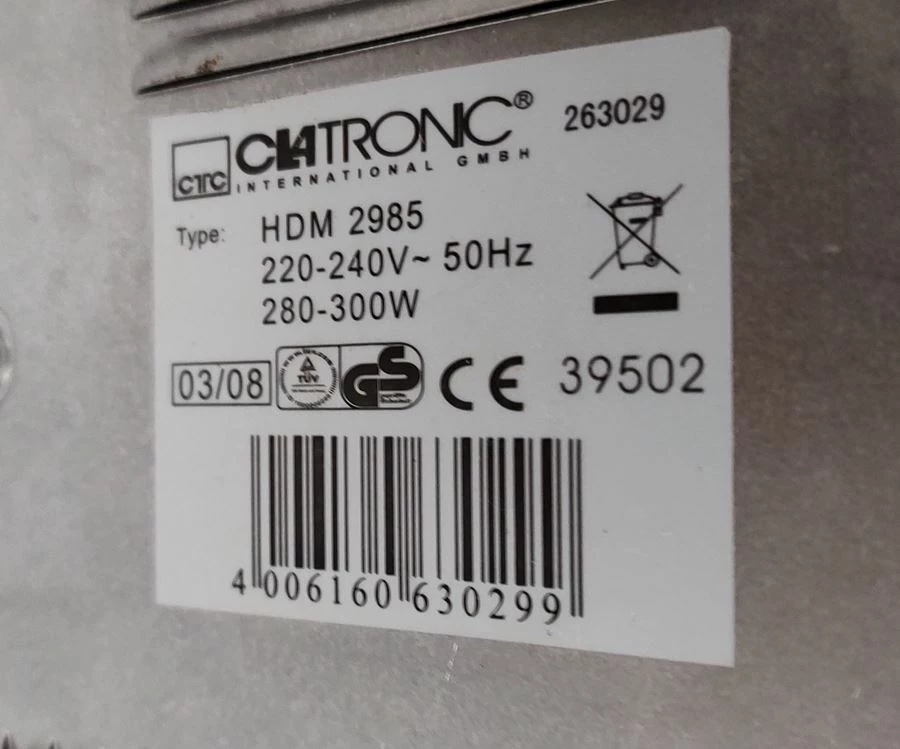 CLATRONIC® 263029
CTC INTERNATIONAL GMBH
Type: HDM 2985
220-240V~ 50Hz
280-300W
03/08 TÜV GS CE 39502
4 006160 630299